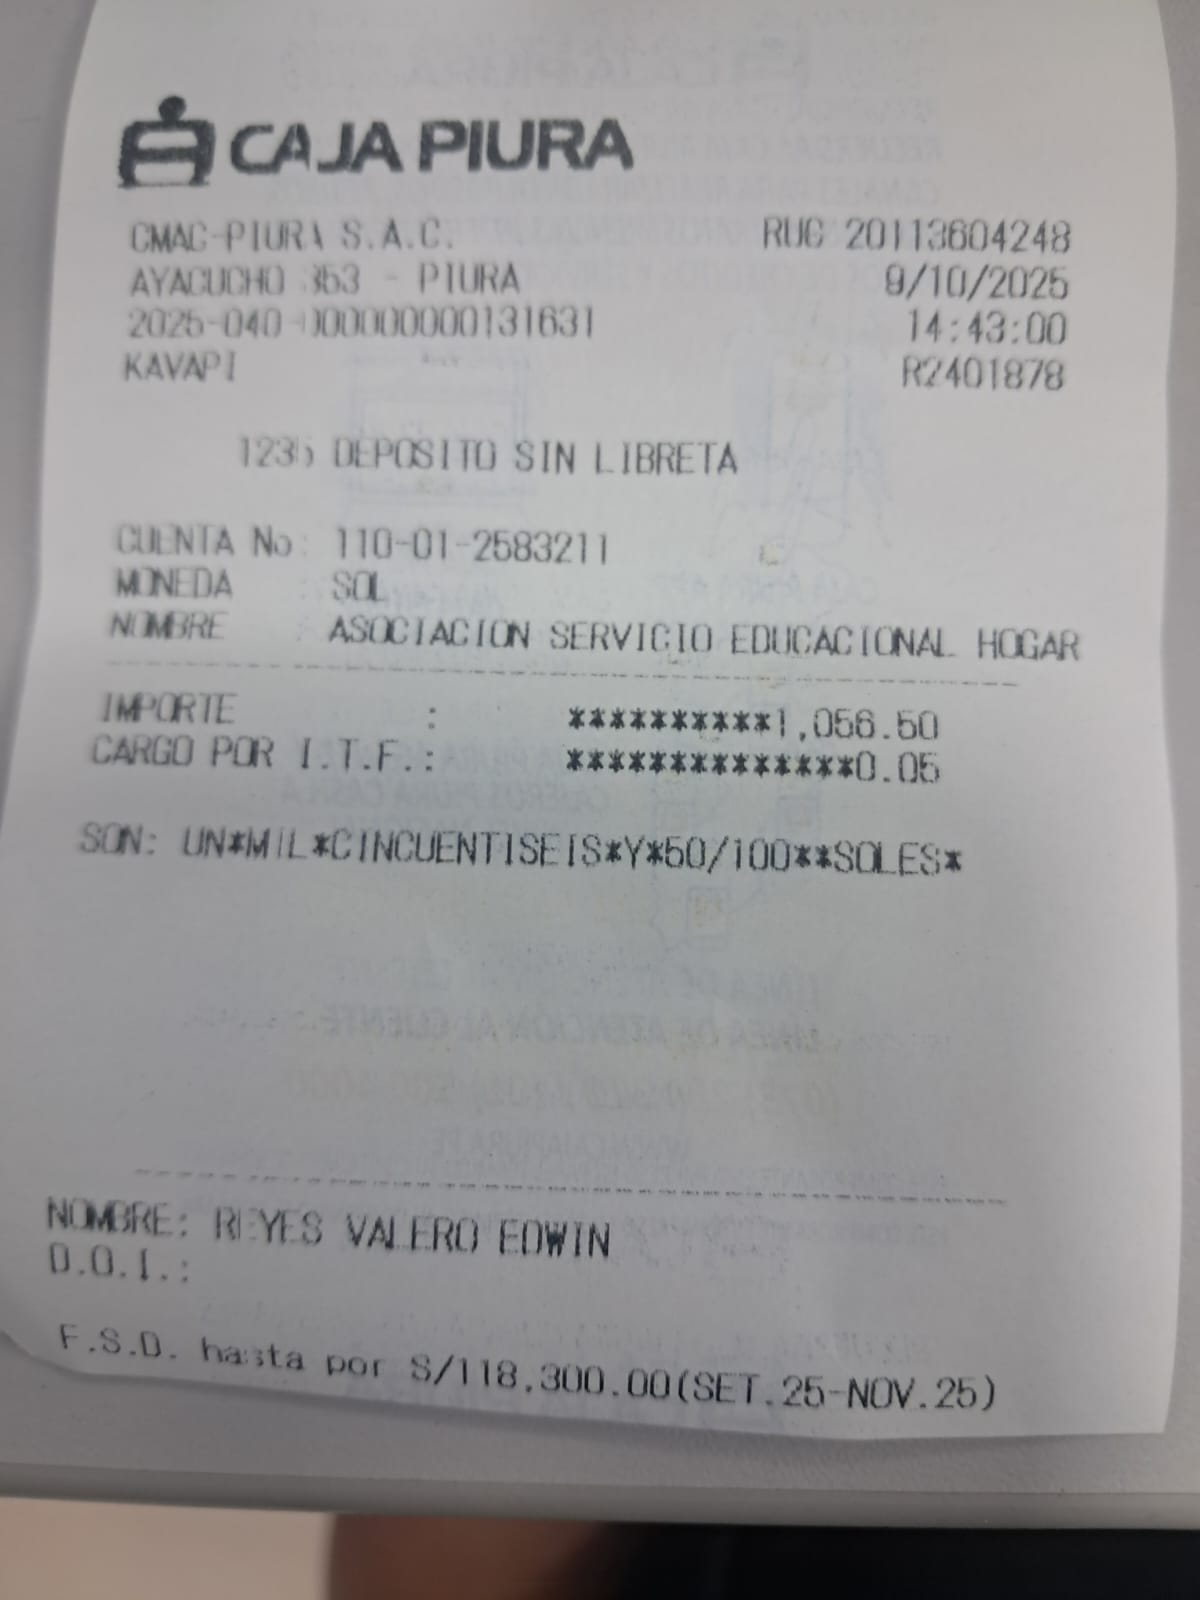 CAJA PIURA
CMAC-PIURA S.A.C. RUC 20113604248
AYACUCHO 353 - PIURA 9/10/2025
2025-040-000000000131631 14:43:00
KAVAPI R2401878
1235 DEPOSITO SIN LIBRETA
CUENTA No: 110-01-2583211
MONEDA : SOL
NOMBRE : ASOCIACION SERVICIO EDUCACIONAL HOGAR
IMPORTE : **********1,056.50
CARGO POR I.T.F.: **************0.05
SON: UN*MIL*CINCUENTISEIS*Y*50/100**SOLES*
NOMBRE: REYES VALERO EDWIN
D.O.I.:
F.S.D. hasta por S/118,300.00(SET.25-NOV.25)